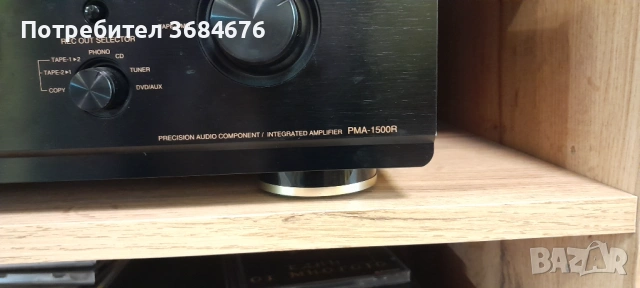 Потребител 3684676
REC OUT SELECTOR
PHONO
TAPE-1▸2
CD
TAPE-2▸1
TUNER
COPY
DVD/AUX
PRECISION AUDIO COMPONENT / INTEGRATED AMPLIFIER PMA-1500R
BAZAR